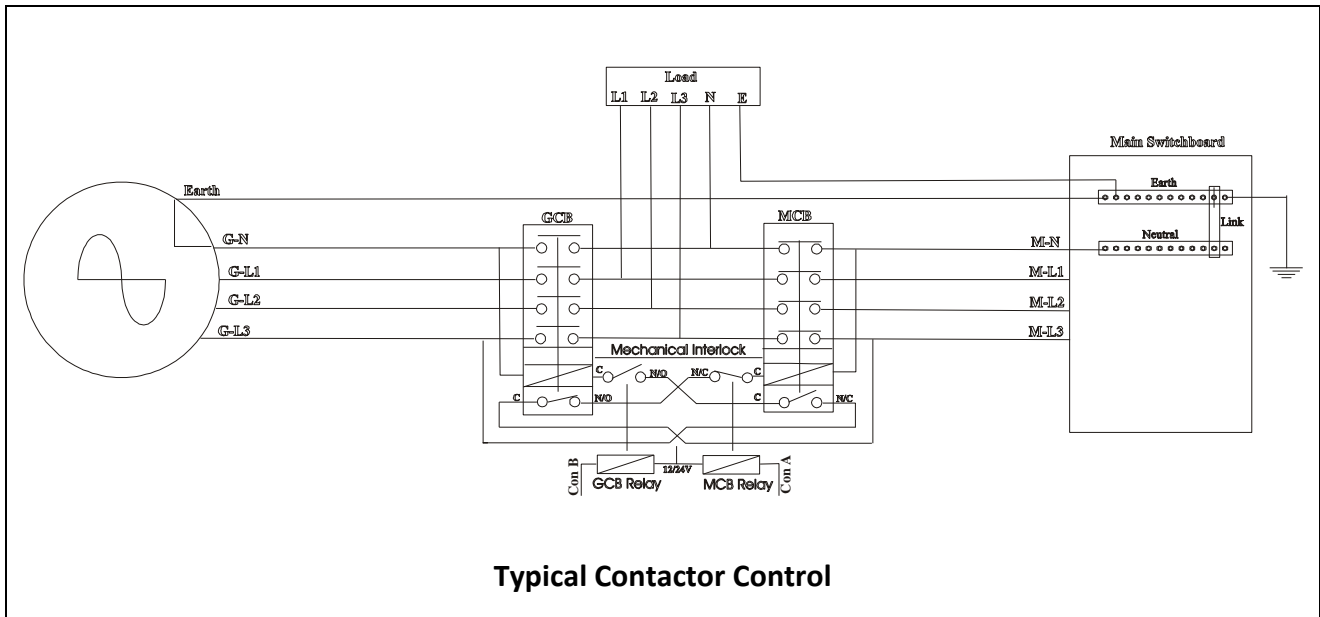 Load
L1 L2 L3 N E
Main Switchboard
Earth
Earth
GCB
MCB
Link
G-N
M-N
Neutral
G-L1
M-L1
G-L2
M-L2
G-L3
M-L3
Mechanical Interlock
C
N/O
N/C
C
C
N/O
C
N/C
12/24V
Con B
GCB Relay
MCB Relay
Con A
Typical Contactor Control